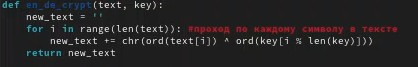 def en_de_crypt(text, key):
    new_text = ''
    for i in range(len(text)): #проход по каждому символу в тексте
        new_text += chr(ord(text[i]) ^ ord(key[i % len(key)]))
    return new_text